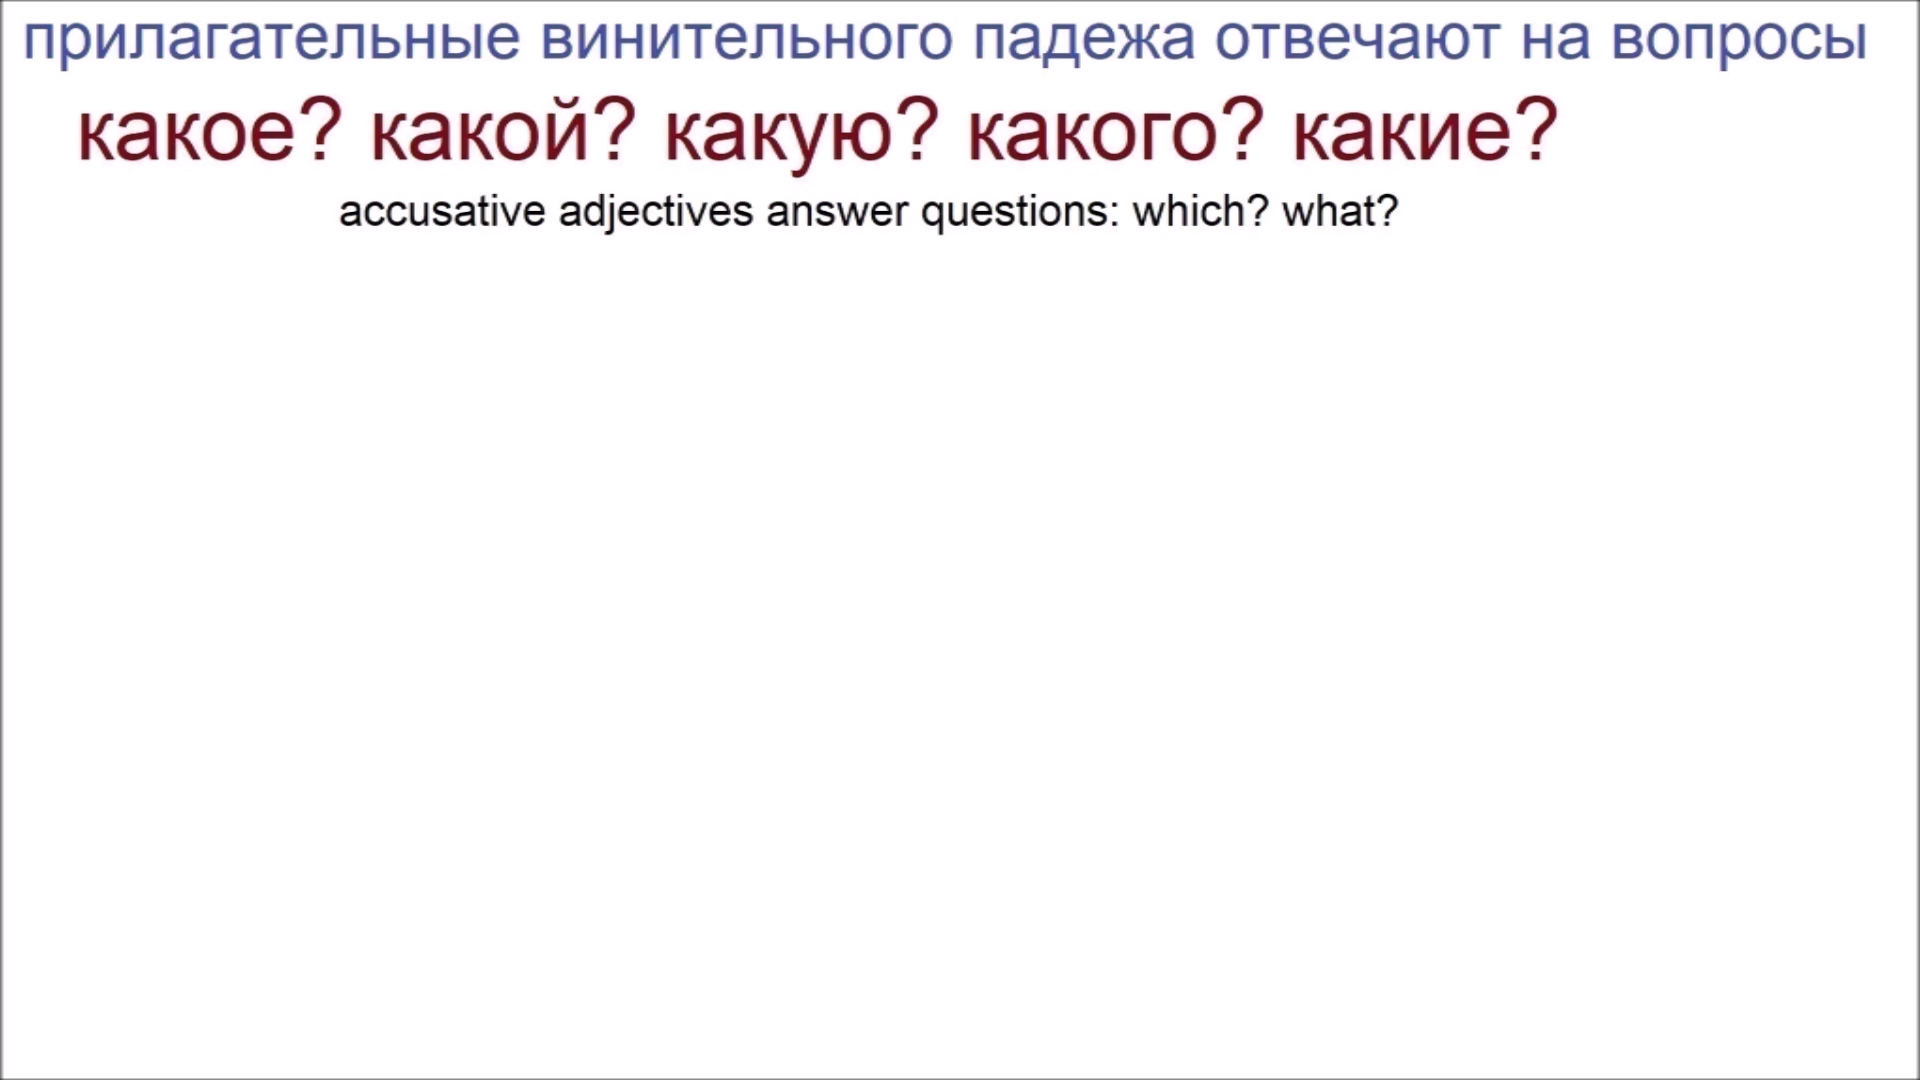 прилагательные винительного падежа отвечают на вопросы
какое? какой? какую? какого? какие?
accusative adjectives answer questions: which? what?